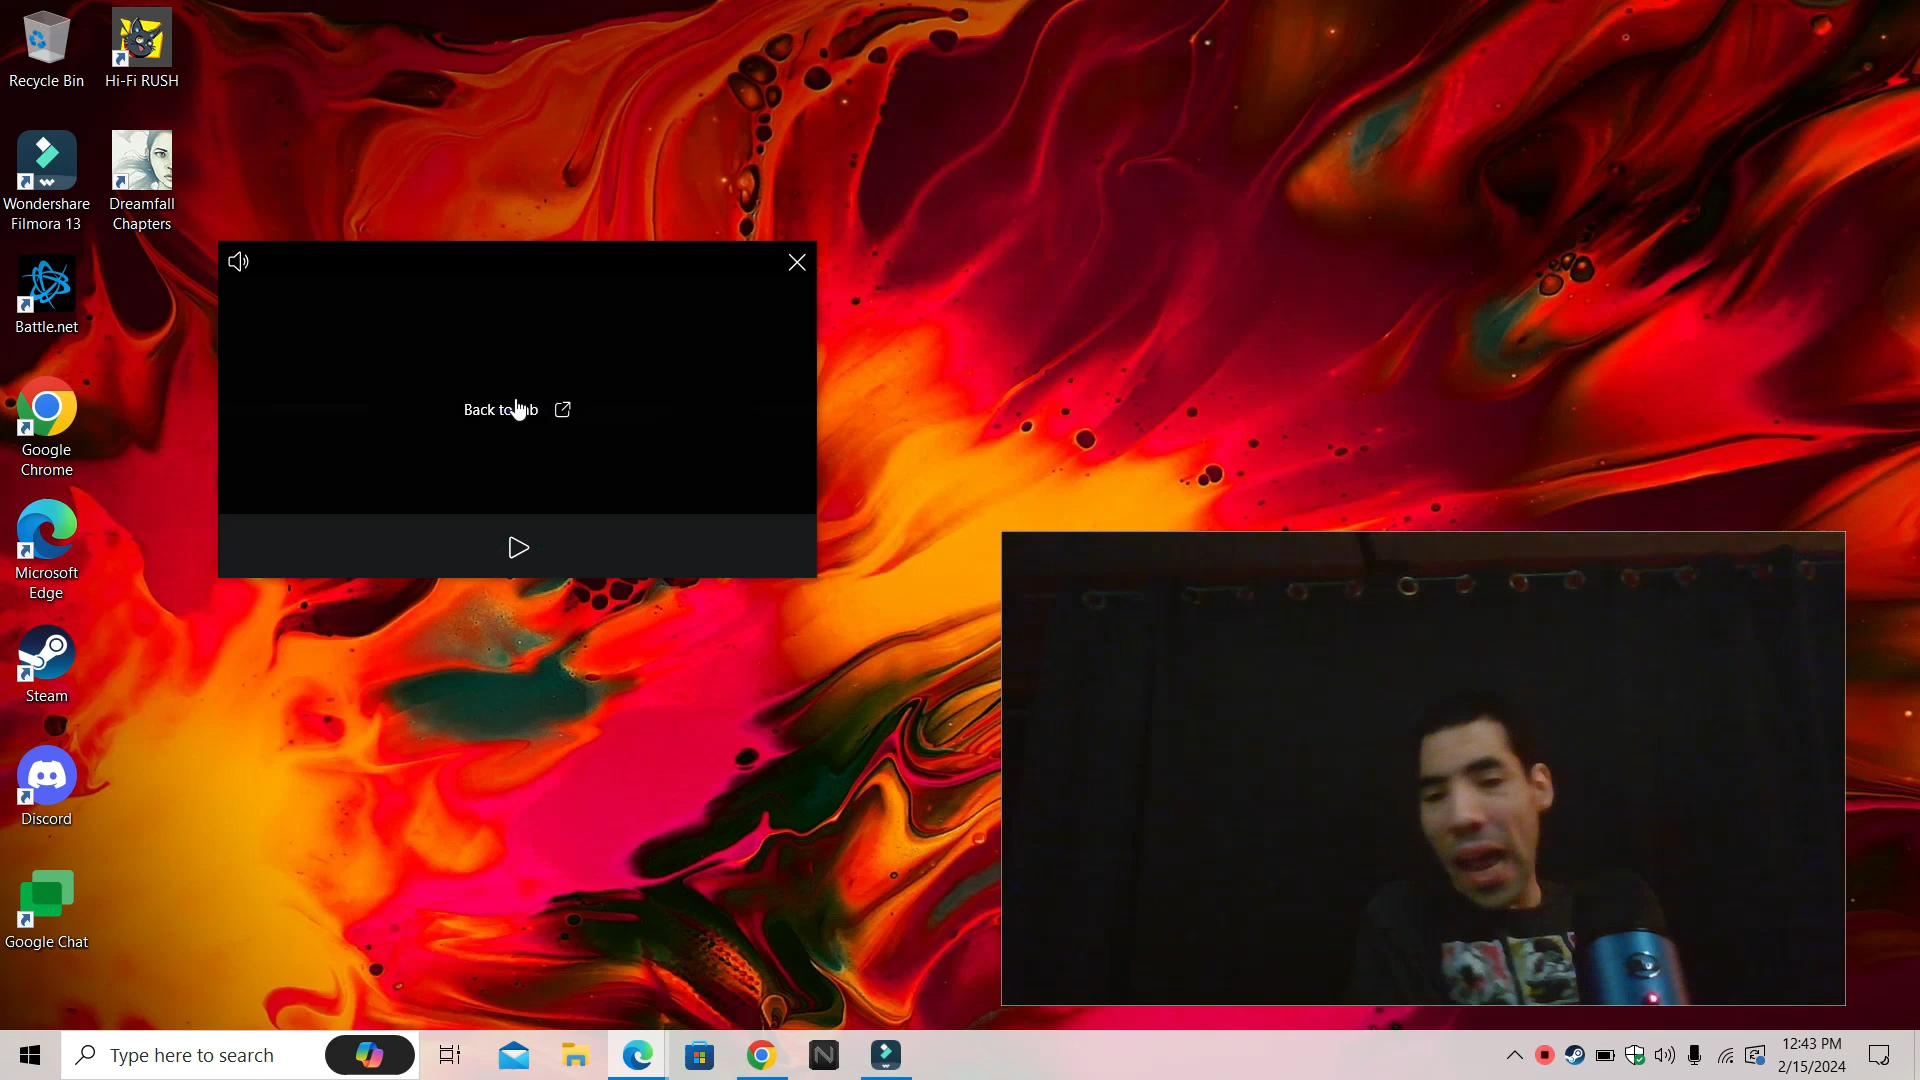 Recycle Bin
Hi-Fi RUSH
Wondershare
Filmora 13
Dreamfall
Chapters
Battle.net
Back to
Google
Chrome
Microsoft
Edge
Steam
Discord
Google Chat
Type here to search
12:43 PM
2/15/2024